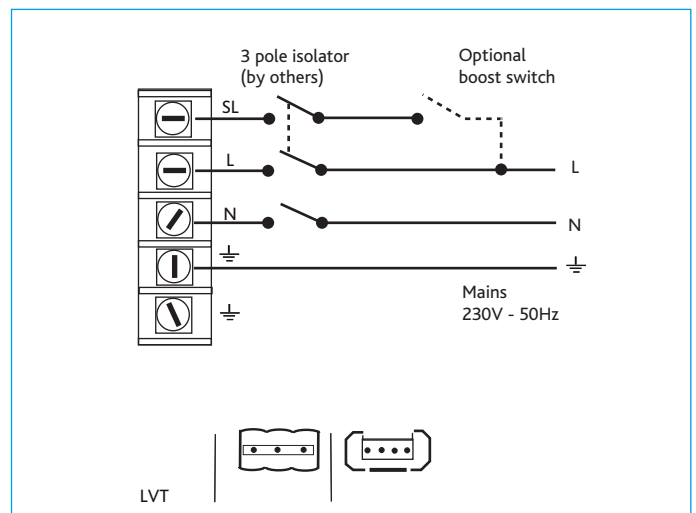 3 pole isolator
(by others)
Optional
boost switch
SL
L
L
N
N
Mains
230V - 50Hz
LVT